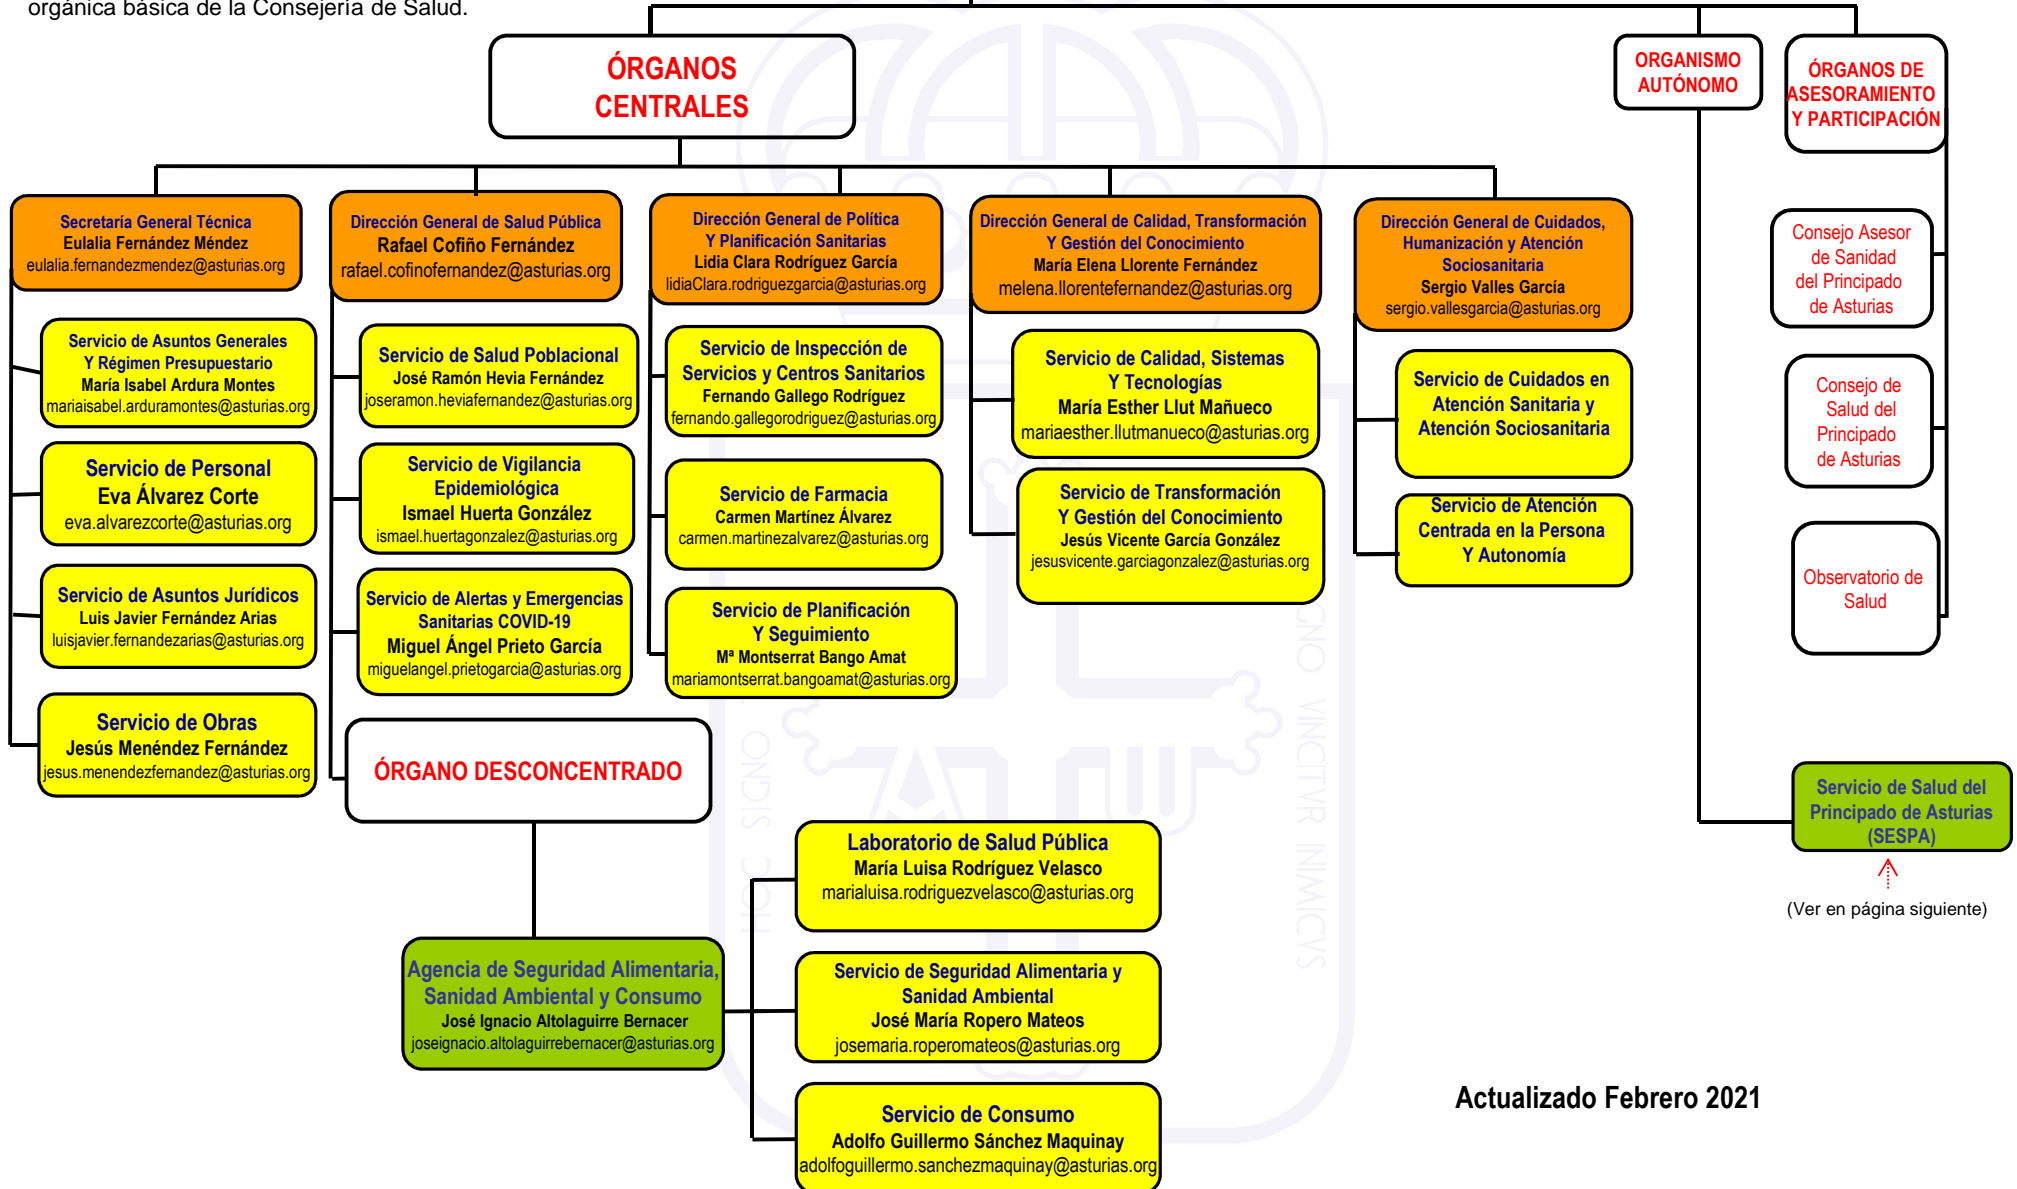 orgánica básica de la Consejería de Salud.
ÓRGANOS
CENTRALES
ORGANISMO
AUTÓNOMO
ÓRGANOS DE
ASESORAMIENTO
Y PARTICIPACIÓN
Secretaría General Técnica
Eulalia Fernández Méndez
eulalia.fernandezmendez@asturias.org
Servicio de Asuntos Generales
Y Régimen Presupuestario
María Isabel Ardura Montes
mariaisabel.arduramontes@asturias.org
Servicio de Personal
Eva Álvarez Corte
eva.alvarezcorte@asturias.org
Servicio de Asuntos Jurídicos
Luis Javier Fernández Arias
luisjavier.fernandezarias@asturias.org
Servicio de Obras
Jesús Menéndez Fernández
jesus.menendezfernandez@asturias.org
Dirección General de Salud Pública
Rafael Cofiño Fernández
rafael.cofinofernandez@asturias.org
Servicio de Salud Poblacional
José Ramón Hevia Fernández
joseramon.heviafernandez@asturias.org
Servicio de Vigilancia
Epidemiológica
Ismael Huerta González
ismael.huertagonzalez@asturias.org
Servicio de Alertas y Emergencias
Sanitarias COVID-19
Miguel Ángel Prieto García
miguelangel.prietogarcia@asturias.org
ÓRGANO DESCONCENTRADO
Agencia de Seguridad Alimentaria,
Sanidad Ambiental y Consumo
José Ignacio Altolaguirre Bernacer
joseignacio.altolaguirrebernacer@asturias.org
Laboratorio de Salud Pública
María Luisa Rodríguez Velasco
marialuisa.rodriguezvelasco@asturias.org
Servicio de Seguridad Alimentaria y
Sanidad Ambiental
José María Ropero Mateos
josemaria.roperomateos@asturias.org
Servicio de Consumo
Adolfo Guillermo Sánchez Maquinay
adolfoguillermo.sanchezmaquinay@asturias.org
Dirección General de Política
Y Planificación Sanitarias
Lidia Clara Rodríguez García
lidiaClara.rodriguezgarcia@asturias.org
Servicio de Inspección de
Servicios y Centros Sanitarios
Fernando Gallego Rodríguez
fernando.gallegorodriguez@asturias.org
Servicio de Farmacia
Carmen Martínez Álvarez
carmen.martinezalvarez@asturias.org
Servicio de Planificación
Y Seguimiento
Mª Montserrat Bango Amat
mariamontserrat.bangoamat@asturias.org
Dirección General de Calidad, Transformación
Y Gestión del Conocimiento
María Elena Llorente Fernández
melena.llorentefernandez@asturias.org
Servicio de Calidad, Sistemas
Y Tecnologías
María Esther Llut Mañueco
mariaesther.llutmanueco@asturias.org
Servicio de Transformación
Y Gestión del Conocimiento
Jesús Vicente García González
jesusvicente.garciagonzalez@asturias.org
Dirección General de Cuidados,
Humanización y Atención
Sociosanitaria
Sergio Valles García
sergio.vallesgarcia@asturias.org
Servicio de Cuidados en
Atención Sanitaria y
Atención Sociosanitaria
Servicio de Atención
Centrada en la Persona
Y Autonomía
Consejo Asesor
de Sanidad
del Principado
de Asturias
Consejo de
Salud del
Principado
de Asturias
Observatorio de
Salud
Servicio de Salud del
Principado de Asturias
(SESPA)
(Ver en página siguiente)
Actualizado Febrero 2021
HOC SIGNO
SIGNO VINCITVR INIMICVS